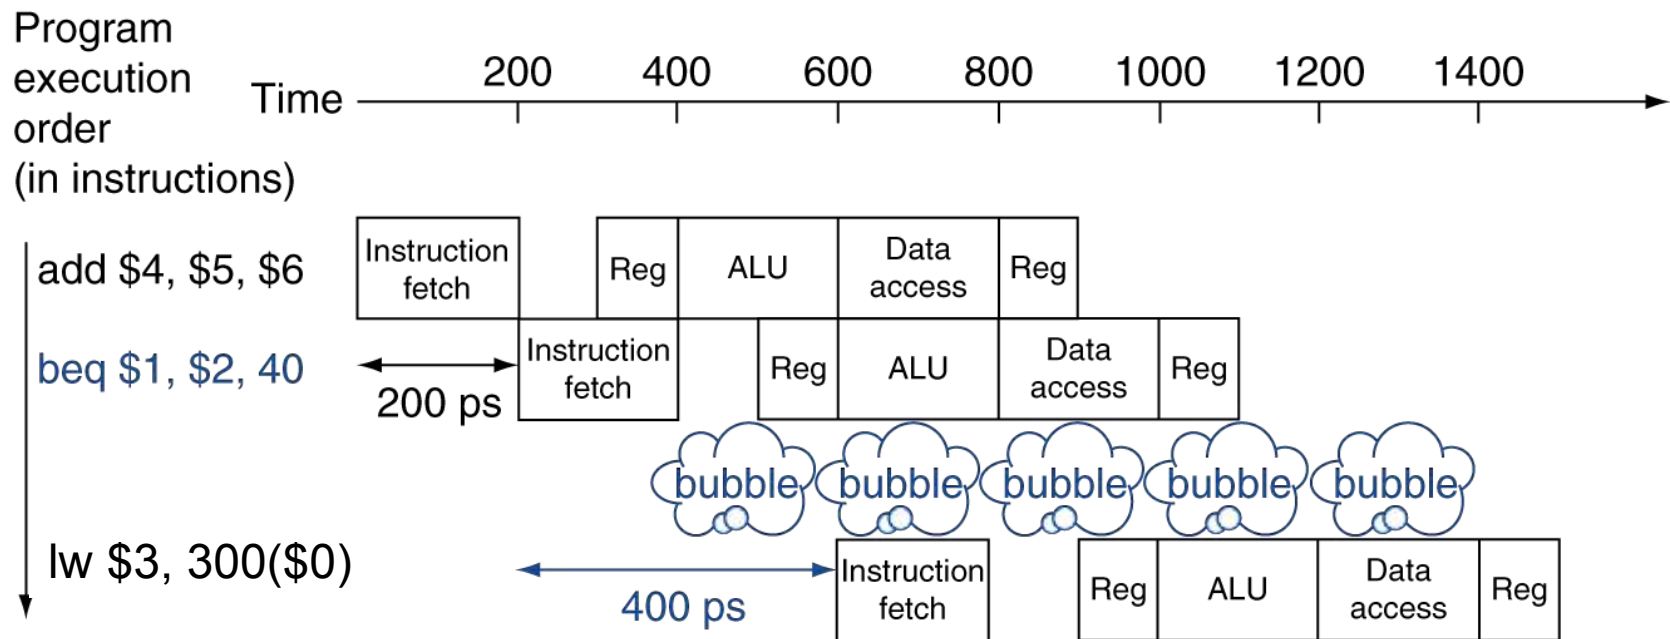 Program
execution
order
(in instructions)
Time
200 400 600 800 1000 1200 1400
add $4, $5, $6
Instruction
fetch
Reg
ALU
Data
access
Reg
beq $1, $2, 40
200 ps
Instruction
fetch
Reg
ALU
Data
access
Reg
bubble bubble bubble bubble bubble
lw $3, 300($0)
400 ps
Instruction
fetch
Reg
ALU
Data
access
Reg